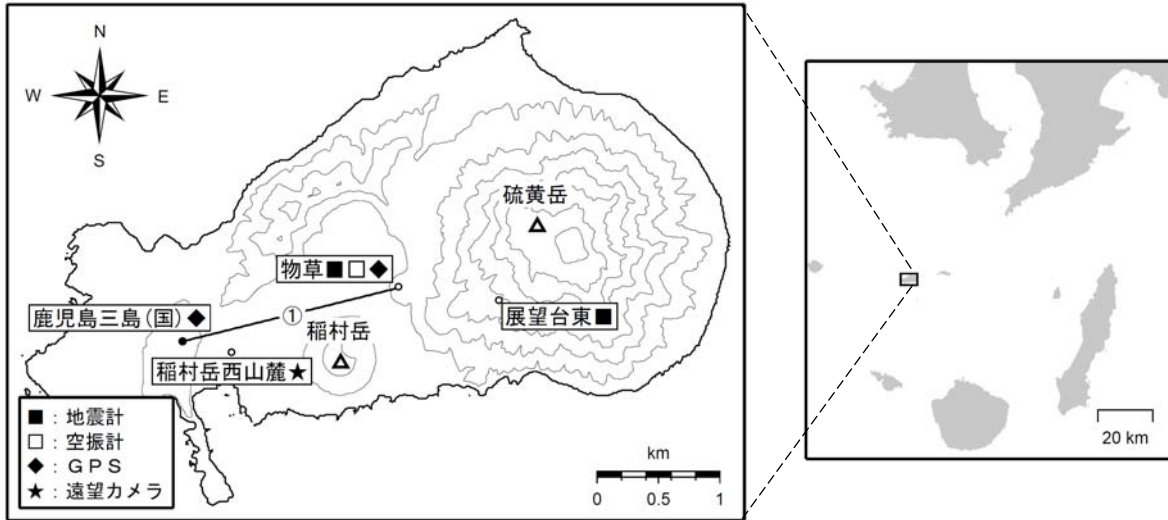 N
W
E
S
硫黄岳
物草■□◆
展望台東■
鹿児島三島(国)◆
①
稲村岳
稲村岳西山麓★
■:地震計
□:空振計
◆:GPS
★:遠望カメラ
km
0 0.5 1
20 km